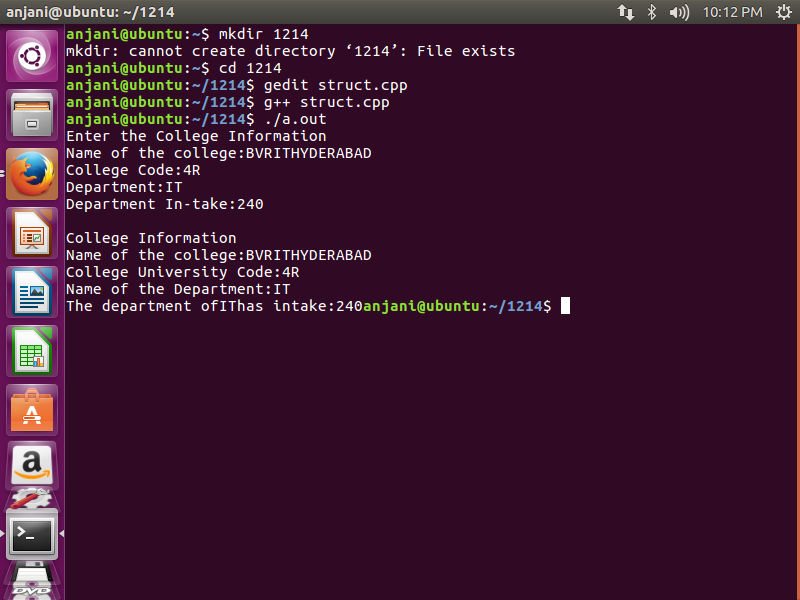 anjani@ubuntu: ~/1214
10:12 PM
anjani@ubuntu:~$ mkdir 1214
mkdir: cannot create directory ‘1214’: File exists
anjani@ubuntu:~$ cd 1214
anjani@ubuntu:~/1214$ gedit struct.cpp
anjani@ubuntu:~/1214$ g++ struct.cpp
anjani@ubuntu:~/1214$ ./a.out
Enter the College Information
Name of the college:BVRITHYDERABAD
College Code:4R
Department:IT
Department In-take:240
College Information
Name of the college:BVRITHYDERABAD
College University Code:4R
Name of the Department:IT
The department ofIThas intake:240anjani@ubuntu:~/1214$
A
a
>_
DVD